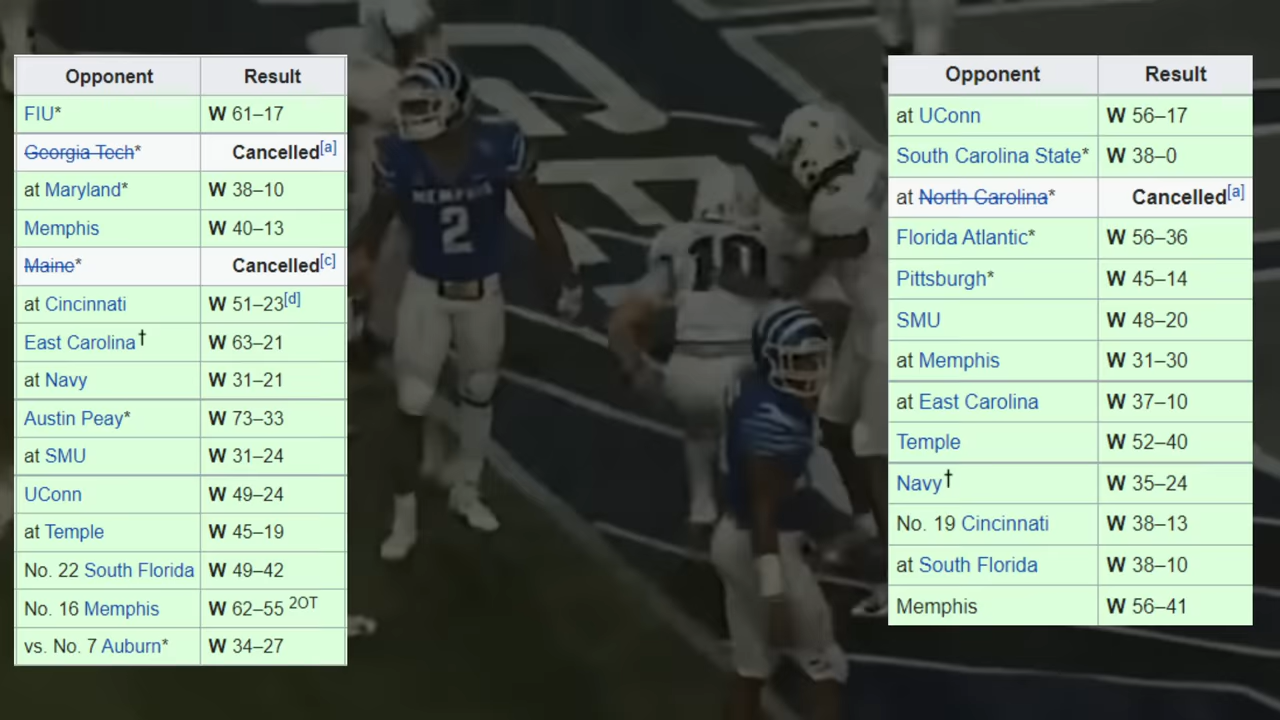 Opponent Result
FIU* W 61–17
Georgia Tech* Cancelled[a]
at Maryland* W 38–10
Memphis W 40–13
Maine* Cancelled[c]
at Cincinnati W 51–23[d]
East Carolina† W 63–21
at Navy W 31–21
Austin Peay* W 73–33
at SMU W 31–24
UConn W 49–24
at Temple W 45–19
No. 22 South Florida W 49–42
No. 16 Memphis W 62–55 2OT
vs. No. 7 Auburn* W 34–27
MEMPHIS
2
10
Opponent Result
at UConn W 56–17
South Carolina State* W 38–0
at North Carolina* Cancelled[a]
Florida Atlantic* W 56–36
Pittsburgh* W 45–14
SMU W 48–20
at Memphis W 31–30
at East Carolina W 37–10
Temple W 52–40
Navy† W 35–24
No. 19 Cincinnati W 38–13
at South Florida W 38–10
Memphis W 56–41